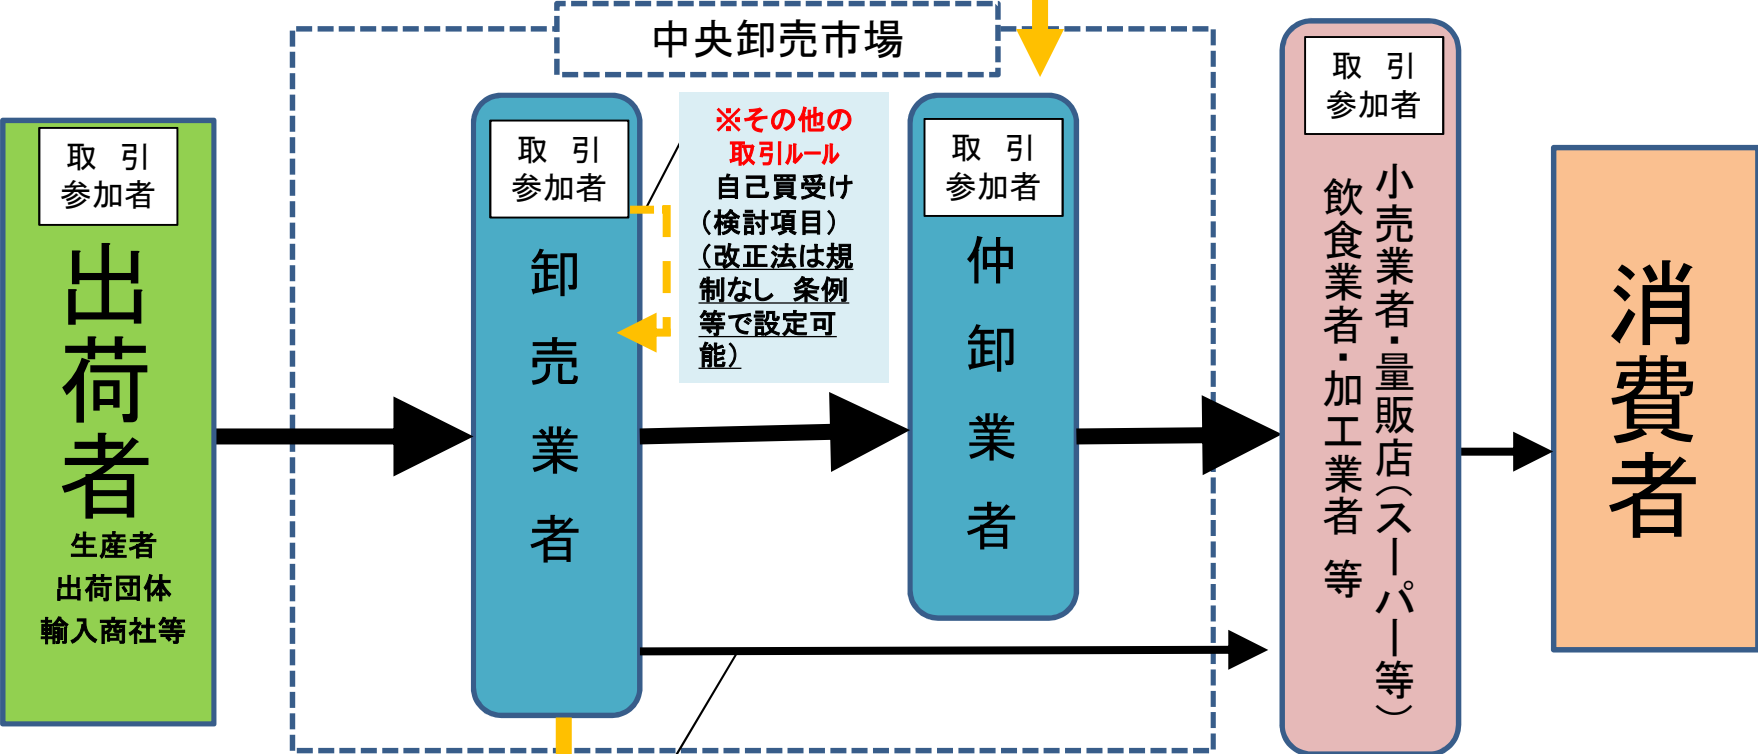 中央卸売市場
取　引
参加者
出荷者
生産者
出荷団体
輸入商社等
取　引
参加者
卸売業者
※その他の
取引ルール
自己買受け
（検討項目）
（改正法は規
制なし　条例
等で設定可
能）
取　引
参加者
仲卸業者
取　引
参加者
小売業者・量販店（スーパー等）
飲食業者・加工業者　等
消費者